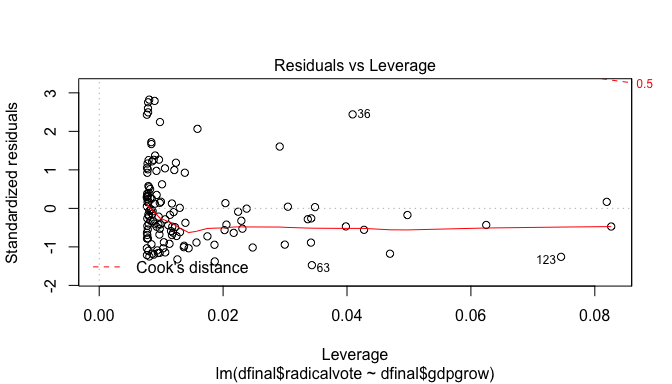 Residuals vs Leverage
Standardized residuals
3
2
1
0
-1
-2
0.5
36
63
123
Cook's distance
0.00 0.02 0.04 0.06 0.08
Leverage
lm(dfinal$radicalvote ~ dfinal$gdpgrow)